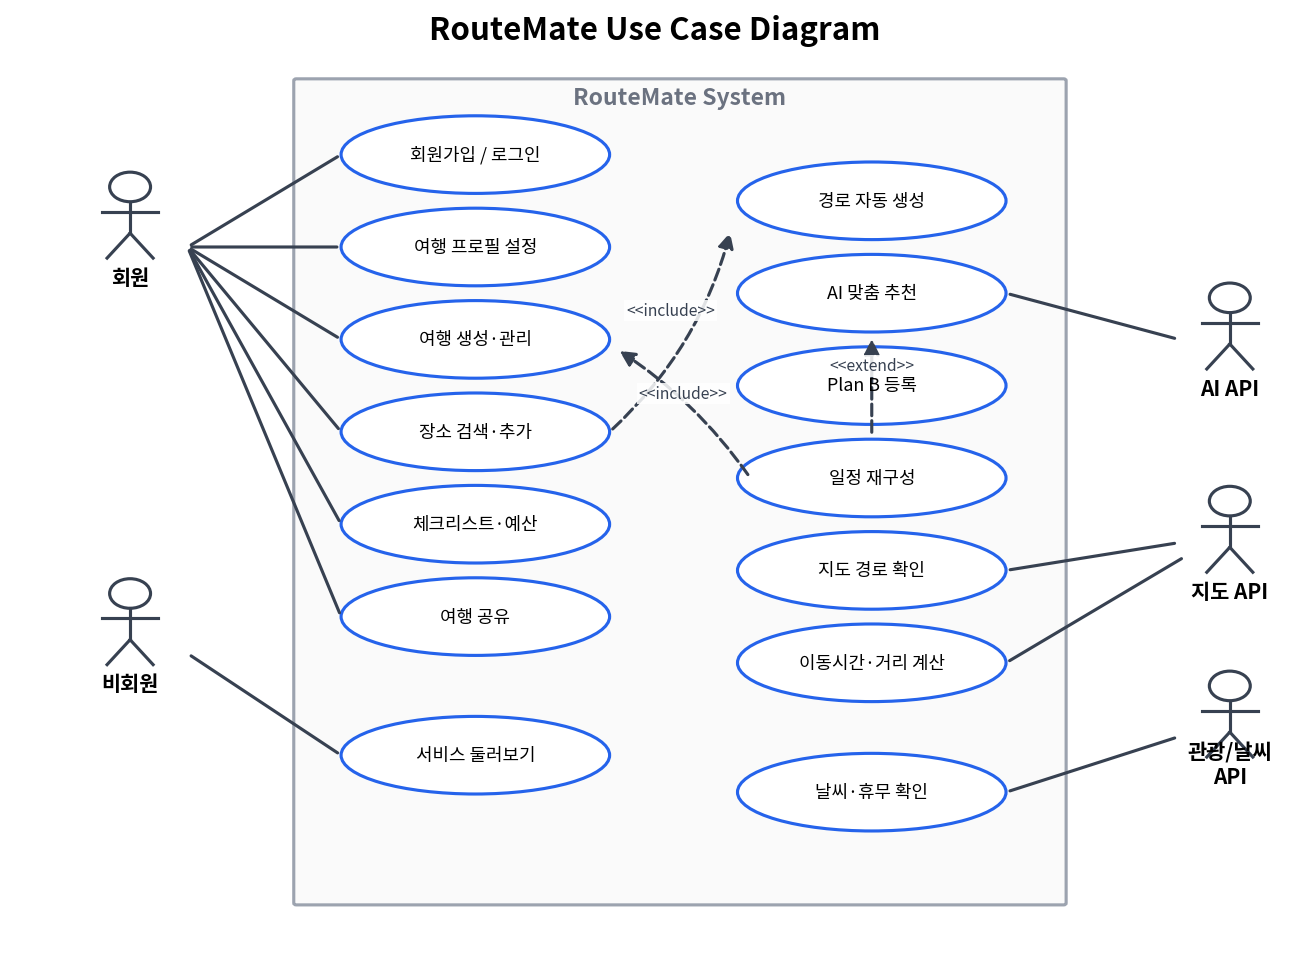 RouteMate Use Case Diagram
RouteMate System
회원가입 / 로그인
여행 프로필 설정
여행 생성·관리
장소 검색·추가
체크리스트·예산
여행 공유
서비스 둘러보기
경로 자동 생성
AI 맞춤 추천
<<extend>>
Plan B 등록
일정 재구성
지도 경로 확인
이동시간·거리 계산
날씨·휴무 확인
<<include>>
<<include>>
회원
비회원
AI API
지도 API
관광/날씨
API